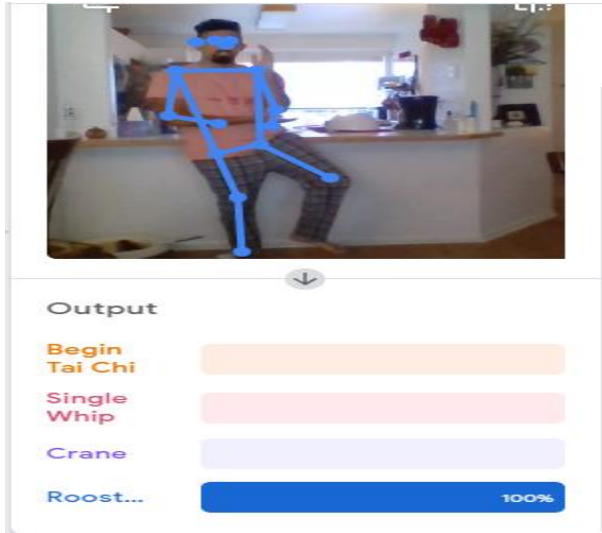 Output
Begin
Tai Chi
Single
Whip
Crane
Roost...
100%